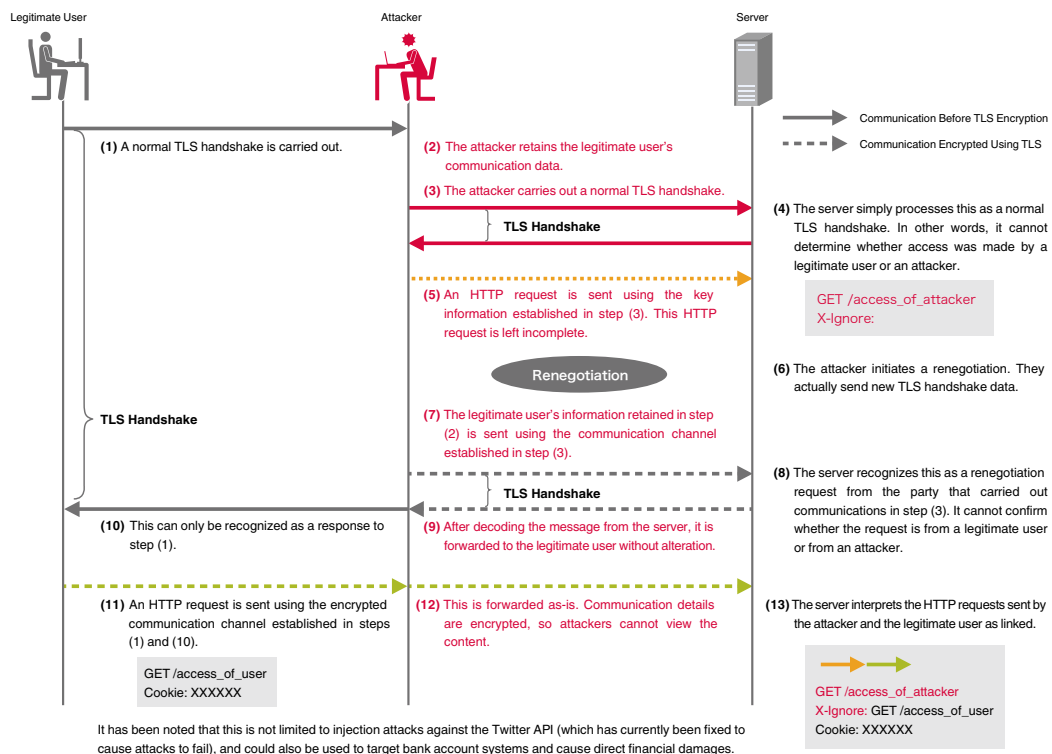 Legitimate User
Attacker
Server
Communication Before TLS Encryption
Communication Encrypted Using TLS
(1) A normal TLS handshake is carried out.
(2) The attacker retains the legitimate user's
communication data.
(3) The attacker carries out a normal TLS handshake.
TLS Handshake
(4) The server simply processes this as a normal
TLS handshake. In other words, it cannot
determine whether access was made by a
legitimate user or an attacker.
(5) An HTTP request is sent using the key
information established in step (3). This HTTP
request is left incomplete.
GET /access_of_attacker
X-Ignore:
Renegotiation
(6) The attacker initiates a renegotiation. They
actually send new TLS handshake data.
TLS Handshake
(7) The legitimate user's information retained in step
(2) is sent using the communication channel
established in step (3).
TLS Handshake
(8) The server recognizes this as a renegotiation
request from the party that carried out
communications in step (3). It cannot confirm
whether the request is from a legitimate user
or from an attacker.
(9) After decoding the message from the server, it is
forwarded to the legitimate user without alteration.
(10) This can only be recognized as a response to
step (1).
(11) An HTTP request is sent using the encrypted
communication channel established in steps
(1) and (10).
GET /access_of_user
Cookie: XXXXXX
(12) This is forwarded as-is. Communication details
are encrypted, so attackers cannot view the
content.
(13) The server interprets the HTTP requests sent by
the attacker and the legitimate user as linked.
GET /access_of_attacker
X-Ignore: GET /access_of_user
Cookie: XXXXXX
It has been noted that this is not limited to injection attacks against the Twitter API (which has currently been fixed to
cause attacks to fail), and could also be used to target bank account systems and cause direct financial damages.